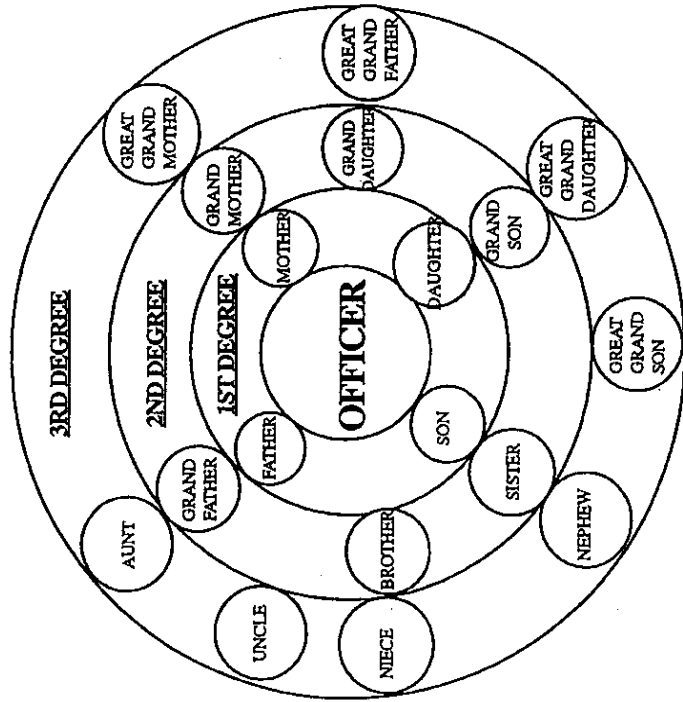 3RD DEGREE
2ND DEGREE
1ST DEGREE
OFFICER
MOTHER
FATHER
DAUGHTER
SON
GRAND
MOTHER
GRAND
FATHER
GRAND
DAUGHTER
GRAND
SON
BROTHER
SISTER
GREAT
GRAND
MOTHER
GREAT
GRAND
FATHER
GREAT
GRAND
DAUGHTER
GREAT
GRAND
SON
NEPHEW
NIECE
UNCLE
AUNT